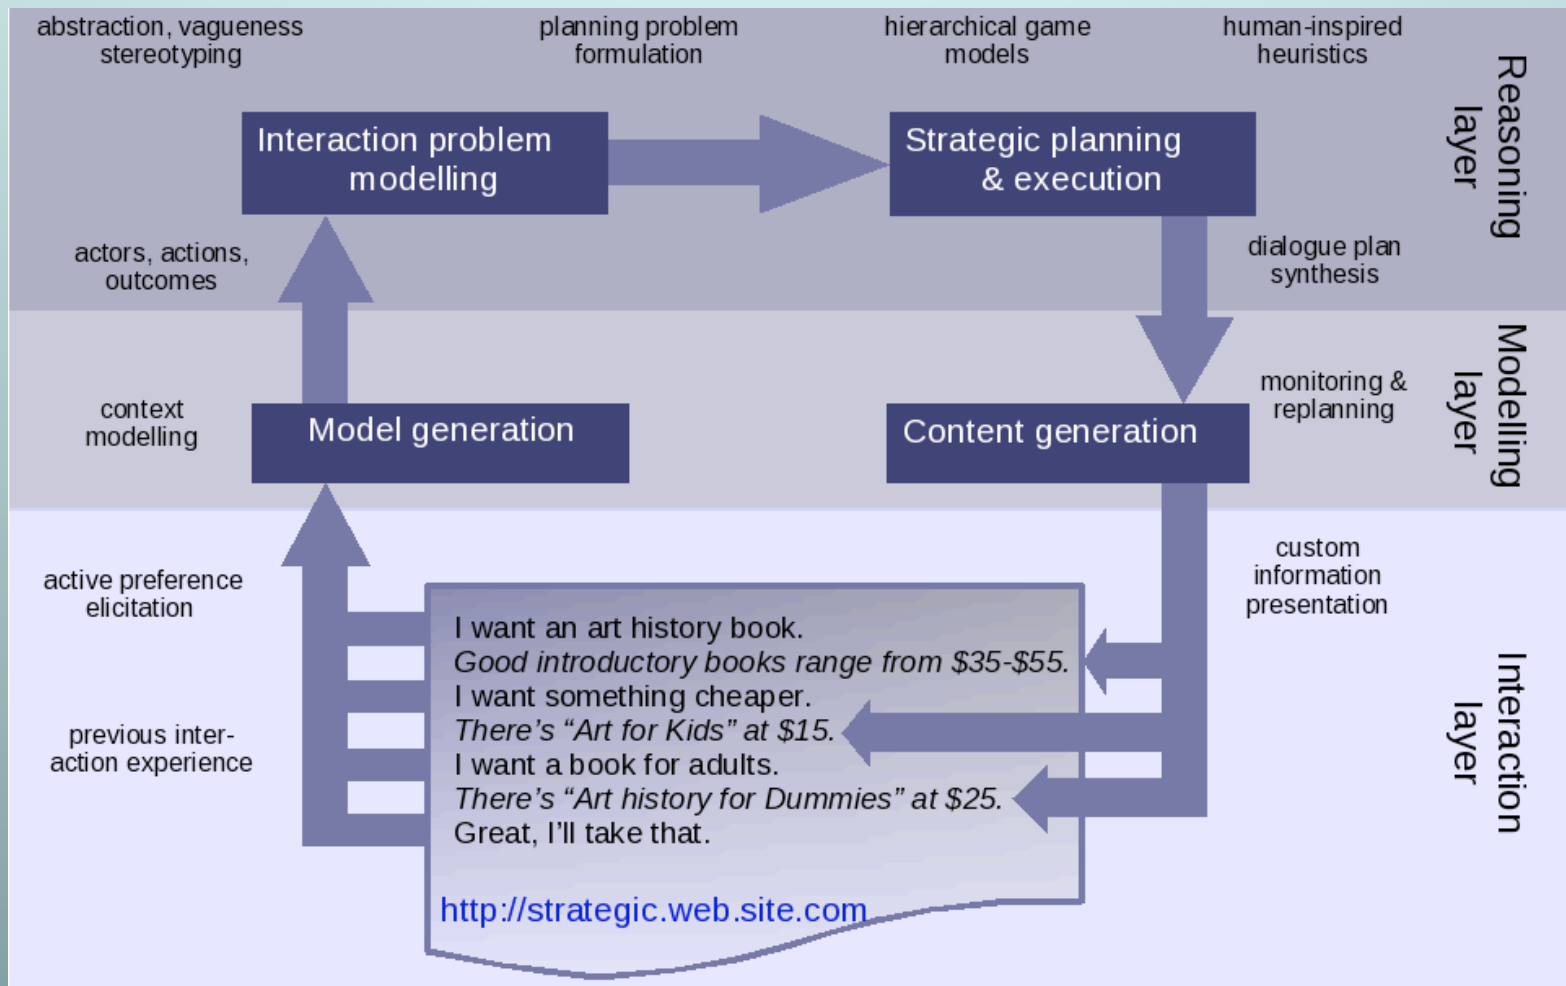 abstraction, vagueness
stereotyping
planning problem
formulation
hierarchical game
models
human-inspired
heuristics
Reasoning
layer
Interaction problem
modelling
Strategic planning
& execution
actors, actions,
outcomes
dialogue plan
synthesis
Modelling
layer
context
modelling
Model generation
Content generation
monitoring &
replanning
active preference
elicitation
custom
information
presentation
previous inter-
action experience
I want an art history book.
Good introductory books range from $35-$55.
I want something cheaper.
There’s “Art for Kids” at $15.
I want a book for adults.
There’s “Art history for Dummies” at $25.
Great, I’ll take that.
http://strategic.web.site.com
Interaction
layer